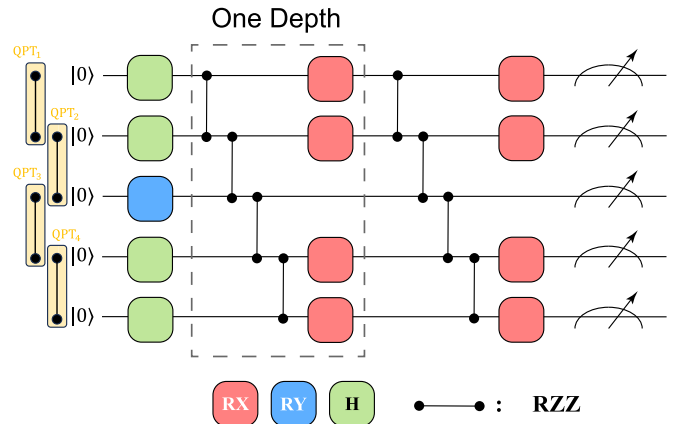 One Depth
QPT₁
|0⟩
QPT₂
|0⟩
QPT₃
|0⟩
QPT₄
|0⟩
|0⟩
RX RY H : RZZ